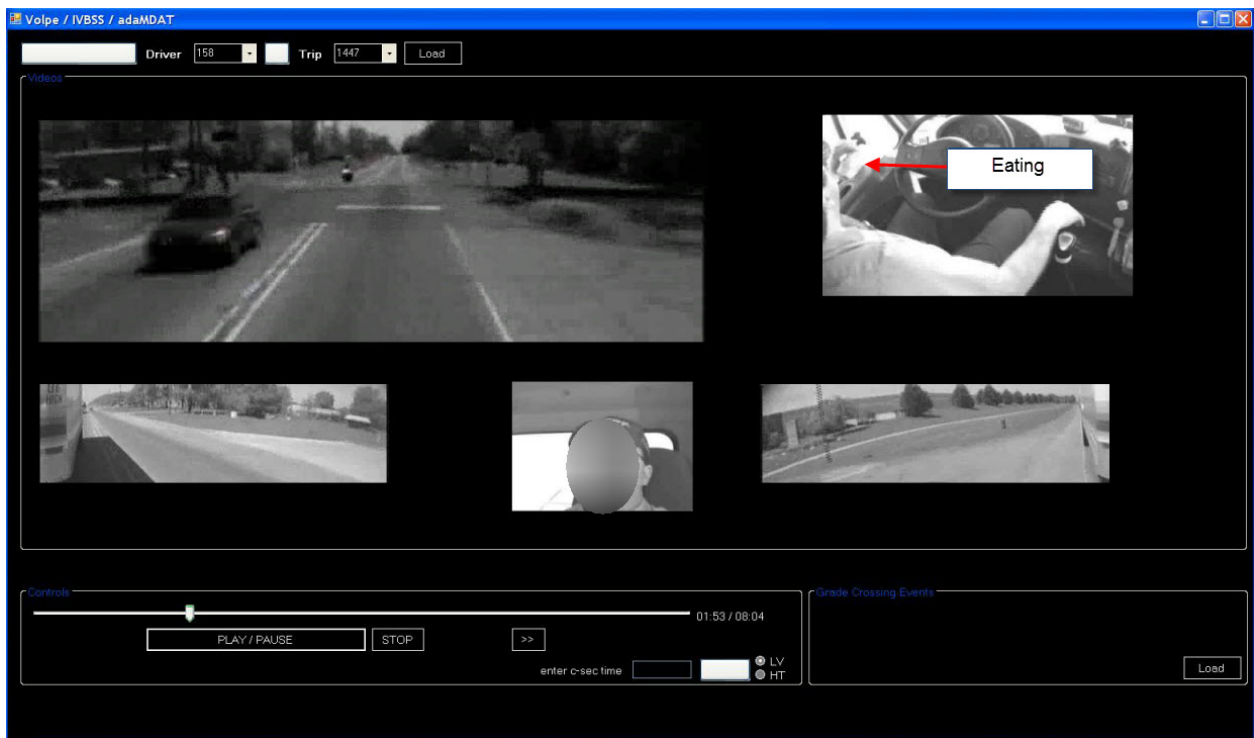 Volpe / IVBSS / adaMDAT
Driver 158 Trip 1447 Load
Videos
Eating
Controls
01:53 / 08:04
PLAY / PAUSE STOP >>
enter c-sec time
LV
HT
Grade Crossing Events
Load